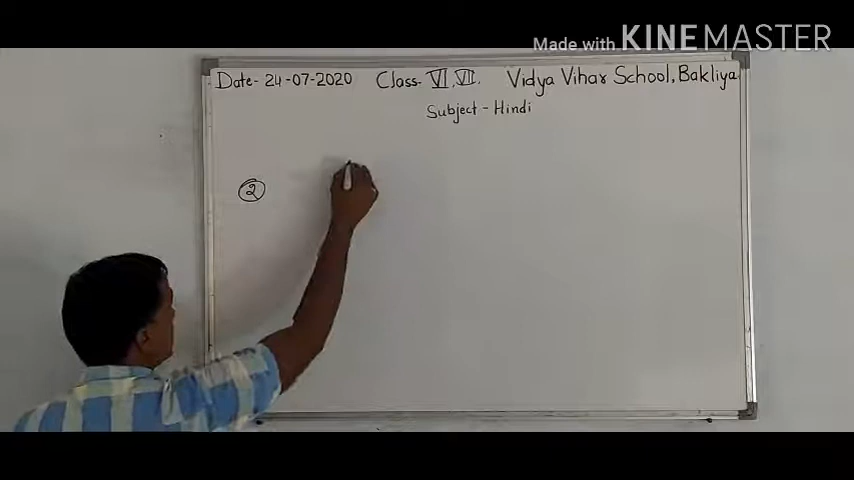 Made with KINEMASTER
Date- 24-07-2020 Class- VI, VII. Vidya Vihar School, Bakliya
Subject - Hindi
2